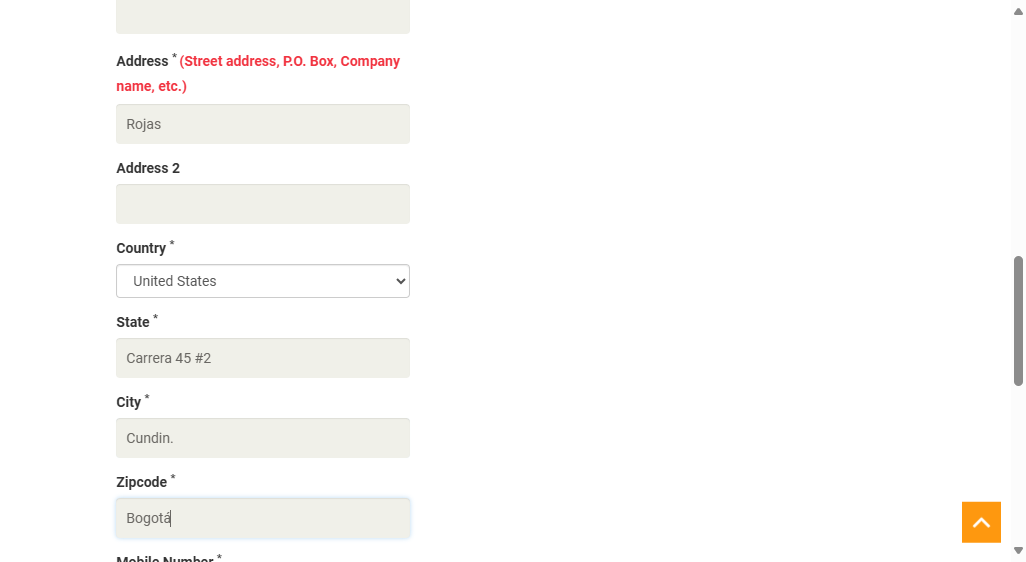 Address * (Street address, P.O. Box, Company
name, etc.)
Rojas
Address 2
Country *
United States
State *
Carrera 45 #2
City *
Cundin.
Zipcode *
Bogotá
Mobile Number *